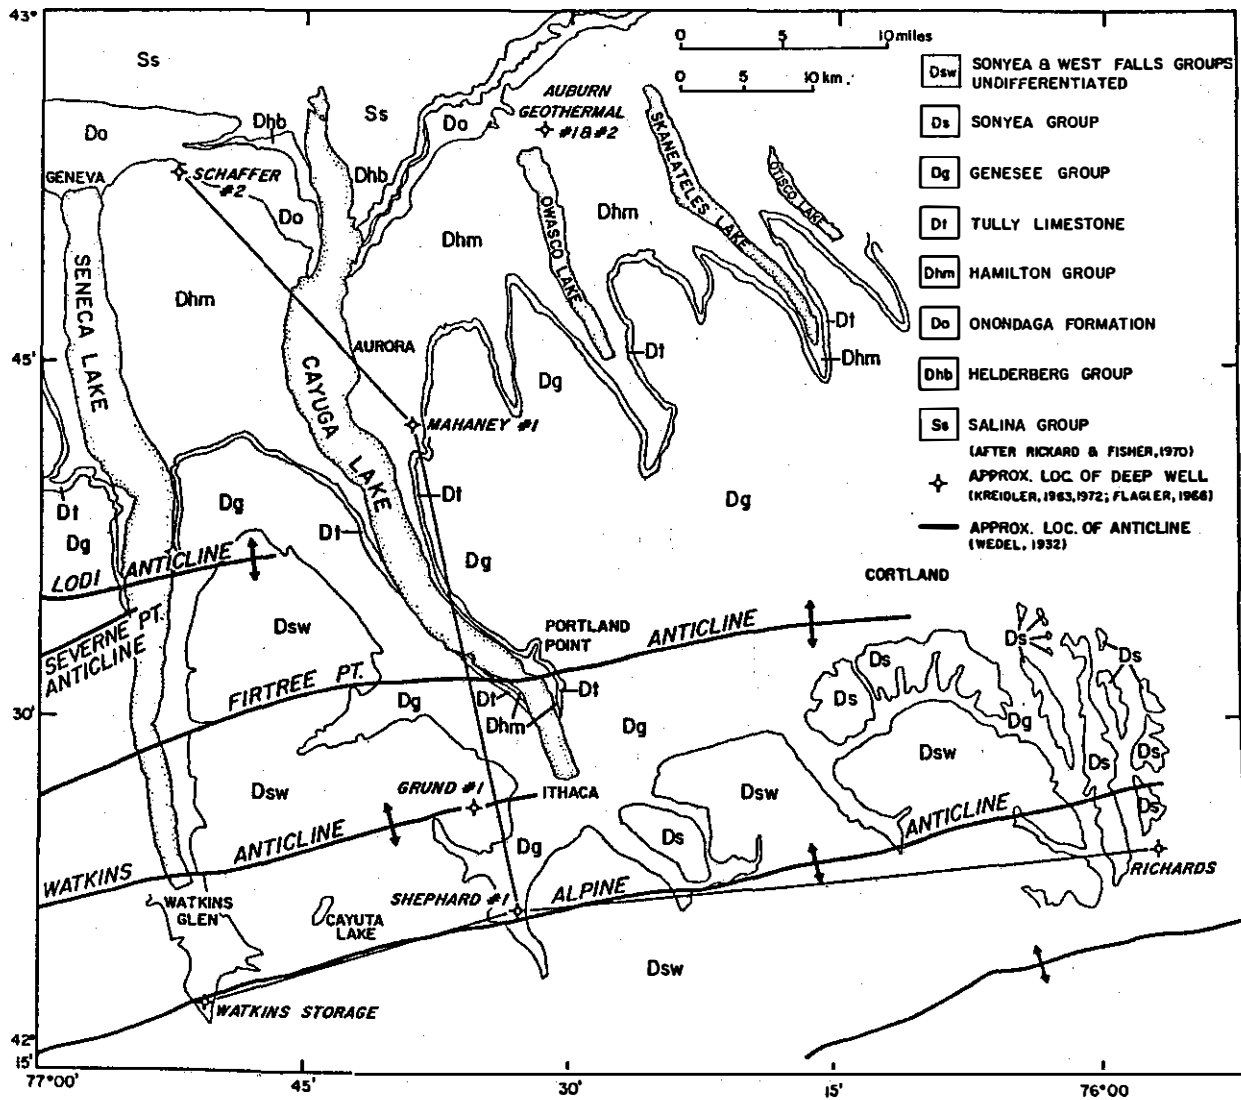 43°
0 5 10 miles
0 5 10 km.
Ss
Ss
Do
Dhb
Do
AUBURN
GEOTHERMAL
#1 & #2
GENEVA
SCHAFFER
#2
Dhb
Do
Dhm
Dhm
Dhm
SENECA LAKE
CAYUGA LAKE
OWASCO LAKE
SKANEATELES LAKE
OTISCO LAKE
Dsw SONYEA & WEST FALLS GROUPS
UNDIFFERENTIATED
Ds SONYEA GROUP
Dg GENESEE GROUP
Dt TULLY LIMESTONE
Dhm HAMILTON GROUP
Do ONONDAGA FORMATION
Dhb HELDERBERG GROUP
Ss SALINA GROUP
(AFTER RICKARD & FISHER, 1970)
APPROX. LOC. OF DEEP WELL
(KREIDLER, 1963, 1972; FLAGLER, 1966)
APPROX. LOC. OF ANTICLINE
(WEDEL, 1932)
45'
AURORA
Dt
Dt
Dhm
Dg
MAHANEY #1
Dt
Dg
Dt
Dg
Dt
Dg
Dg
LODI ANTICLINE
CORTLAND
SEVERNE PT.
ANTICLINE
Dsw
PORTLAND
POINT
ANTICLINE
FIRTREE PT.
Dg
Dt
Dhm
Dt
Dg
Ds
Ds
Ds
Ds
Dg
30'
Dsw
GRUND #1
ITHACA
Dsw
Dsw
Ds
Ds
Ds
WATKINS
ANTICLINE
Dg
Ds
ANTICLINE
RICHARDS
WATKINS
GLEN
CAYUTA
LAKE
SHEPHARD #1
ALPINE
Dsw
WATKINS STORAGE
42°
15'
77°00' 45' 30' 15' 76°00